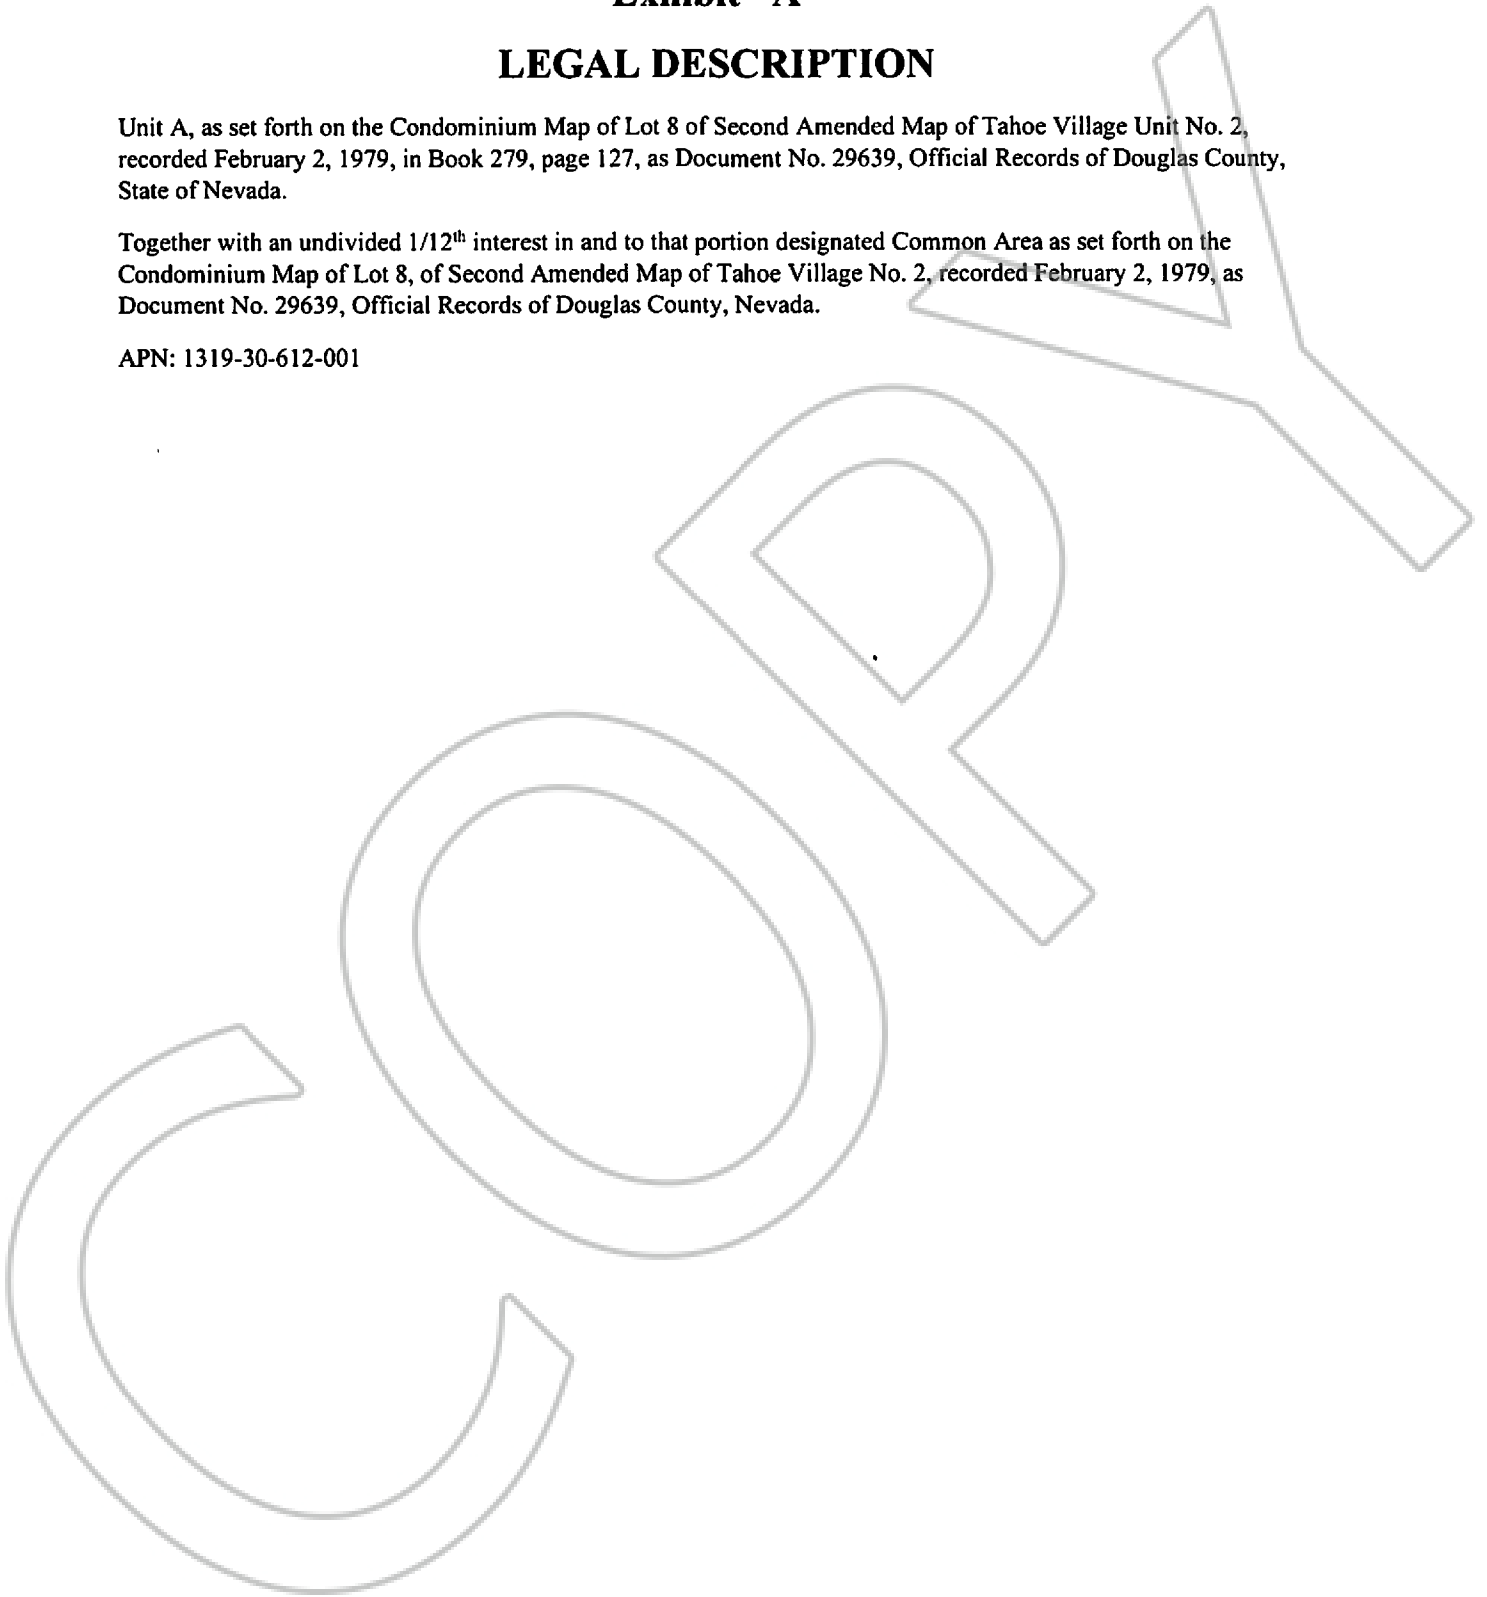 Exhibit A
LEGAL DESCRIPTION
Unit A, as set forth on the Condominium Map of Lot 8 of Second Amended Map of Tahoe Village Unit No. 2,
recorded February 2, 1979, in Book 279, page 127, as Document No. 29639, Official Records of Douglas County,
State of Nevada.
Together with an undivided 1/12th interest in and to that portion designated Common Area as set forth on the
Condominium Map of Lot 8, of Second Amended Map of Tahoe Village No. 2, recorded February 2, 1979, as
Document No. 29639, Official Records of Douglas County, Nevada.
APN: 1319-30-612-001
COPY